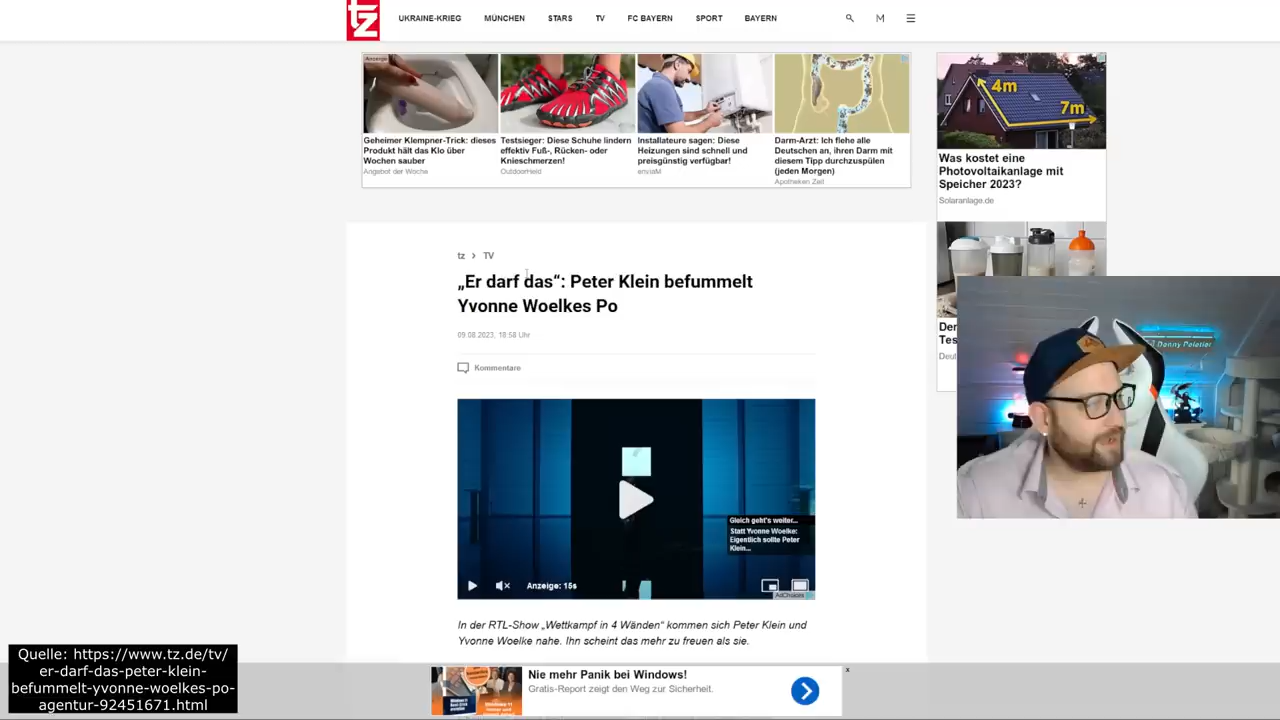 tz
UKRAINE-KRIEG MÜNCHEN STARS TV FC BAYERN SPORT BAYERN M
Anzeige
Geheimer Klempner-Trick: dieses
Produkt hält das Klo über
Wochen sauber
Angebot der Woche
Testsieger: Diese Schuhe lindern
effektiv Fuß-, Rücken- oder
Knieschmerzen!
OutdoorHeld
Installateure sagen: Diese
Heizungen sind schnell und
preisgünstig verfügbar!
enviaM
Darm-Arzt: Ich flehe alle
Deutschen an, ihren Darm mit
diesem Tipp durchzuspülen
(jeden Morgen)
Apotheken Zeit
4m
7m
Was kostet eine
Photovoltaikanlage mit
Speicher 2023?
Solaranlage.de
tz > TV
„Er darf das“: Peter Klein befummelt
Yvonne Woelkes Po
09.08.2023, 18:58 Uhr
Kommentare
Gleich geht's weiter...
Statt Yvonne Woelke:
Eigentlich sollte Peter
Klein...
Anzeige: 15s
AdChoices
In der RTL-Show „Wettkampf in 4 Wänden“ kommen sich Peter Klein und
Yvonne Woelke nahe. Ihn scheint das mehr zu freuen als sie.
Der
Tes
Deut
Quelle: https://www.tz.de/tv/
er-darf-das-peter-klein-
befummelt-yvonne-woelkes-po-
agentur-92451671.html
Nie mehr Panik bei Windows!
Gratis-Report zeigt den Weg zur Sicherheit.
x